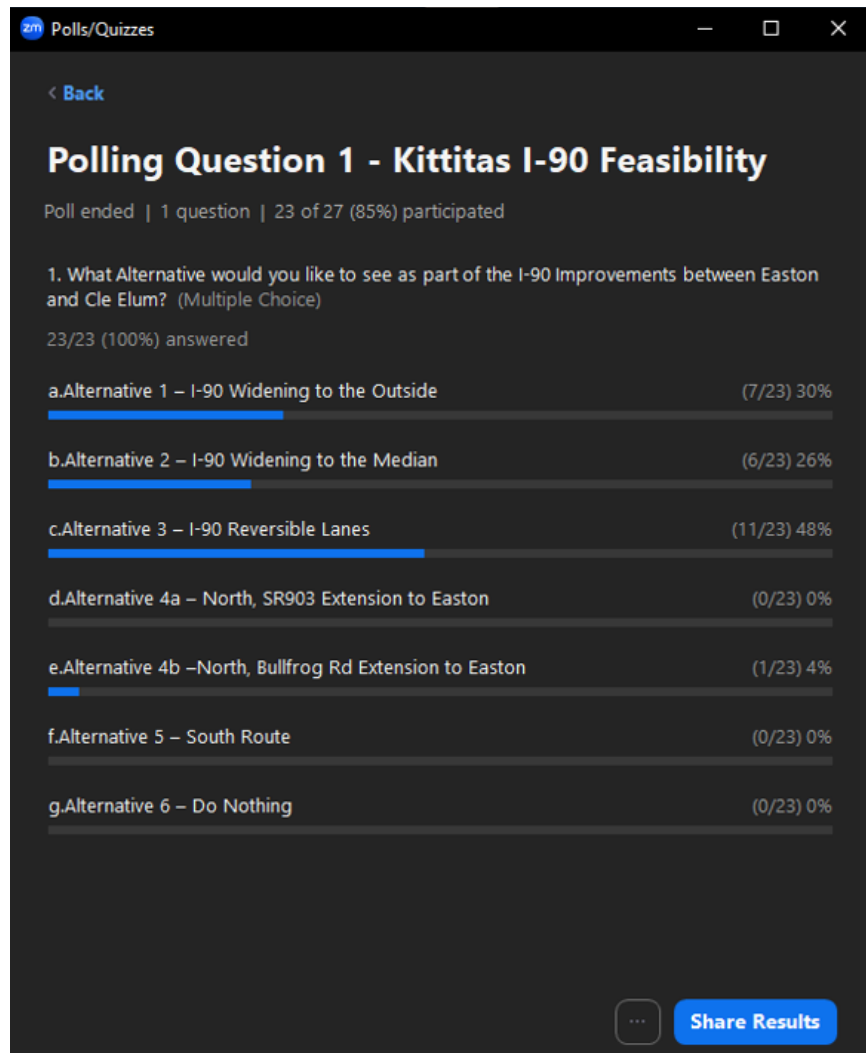 zm Polls/Quizzes
< Back
Polling Question 1 - Kittitas I-90 Feasibility
Poll ended | 1 question | 23 of 27 (85%) participated
1. What Alternative would you like to see as part of the I-90 Improvements between Easton
and Cle Elum? (Multiple Choice)
23/23 (100%) answered
a.Alternative 1 – I-90 Widening to the Outside (7/23) 30%
b.Alternative 2 – I-90 Widening to the Median (6/23) 26%
c.Alternative 3 – I-90 Reversible Lanes (11/23) 48%
d.Alternative 4a – North, SR903 Extension to Easton (0/23) 0%
e.Alternative 4b –North, Bullfrog Rd Extension to Easton (1/23) 4%
f.Alternative 5 – South Route (0/23) 0%
g.Alternative 6 – Do Nothing (0/23) 0%
... Share Results